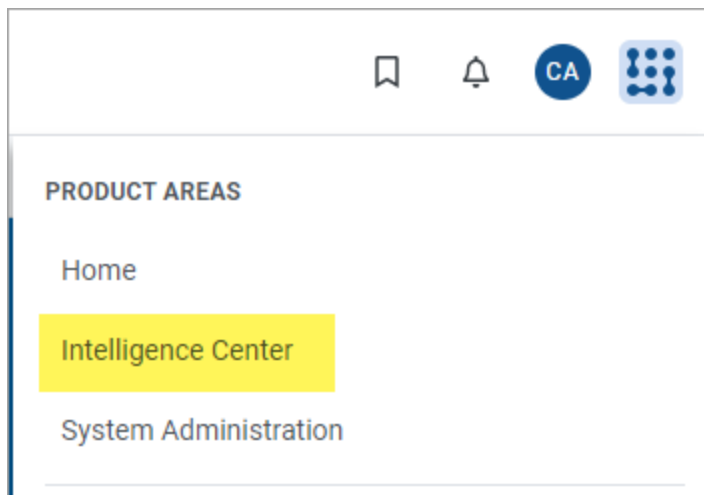 CA
PRODUCT AREAS
Home
Intelligence Center
System Administration